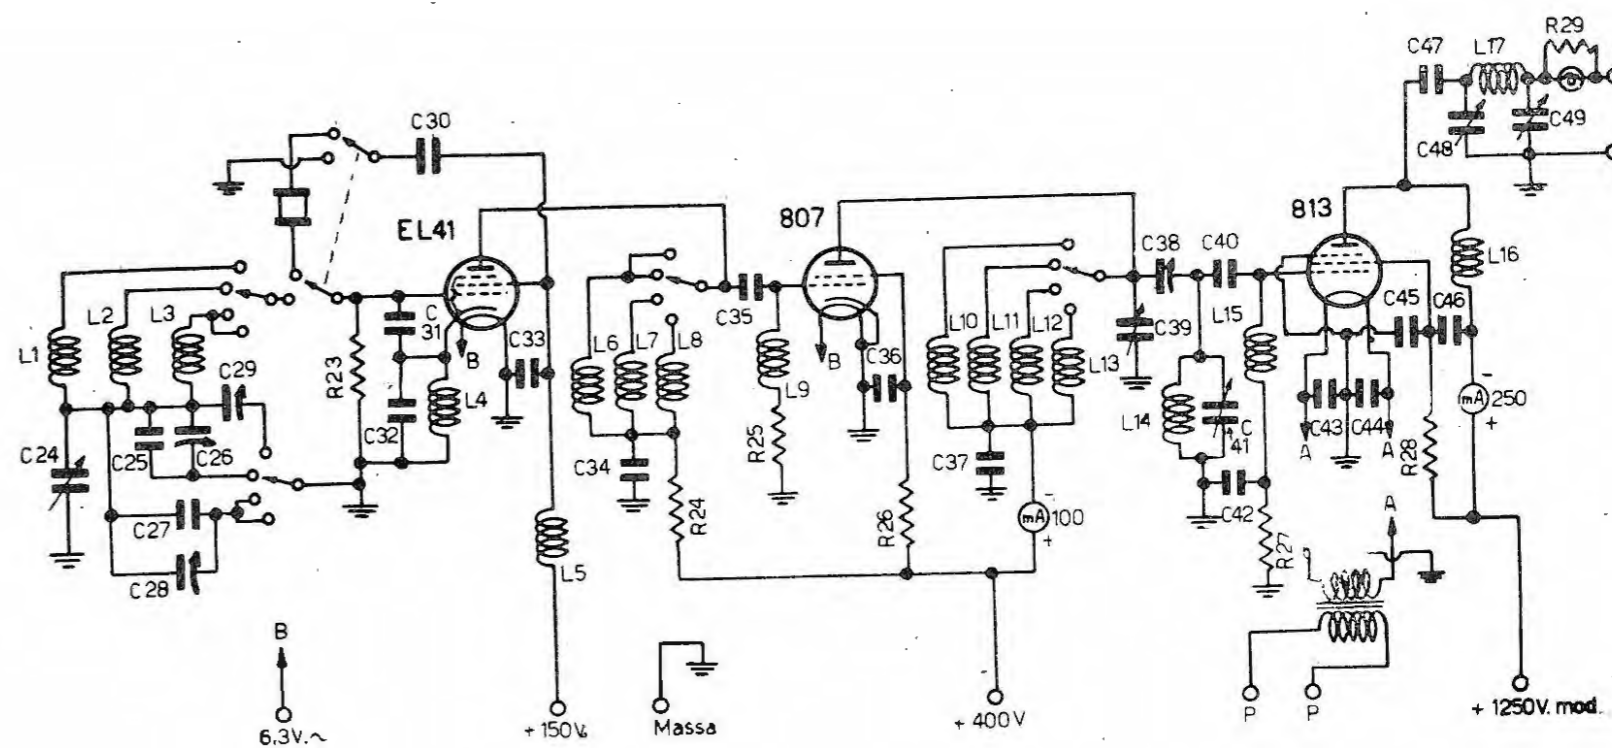 R29
C47
L17
C48
C49
C30
EL41
807
813
C38
C40
L16
L1
L2
L3
C29
C
31
B
C33
C35
L6
L7
L8
B
C36
L10
L11
L12
L13
C39
L15
C45
C46
R23
L4
L9
C24
C25
C26
C32
C34
R25
C37
L14
C
41
C43
C44
A
A
R28
-
mA
250
+
C27
C28
R24
R26
-
mA
100
+
C42
R27
A
L5
B
6,3V.~
+150V.
Massa
+400V
P
P
+1250V. mod.